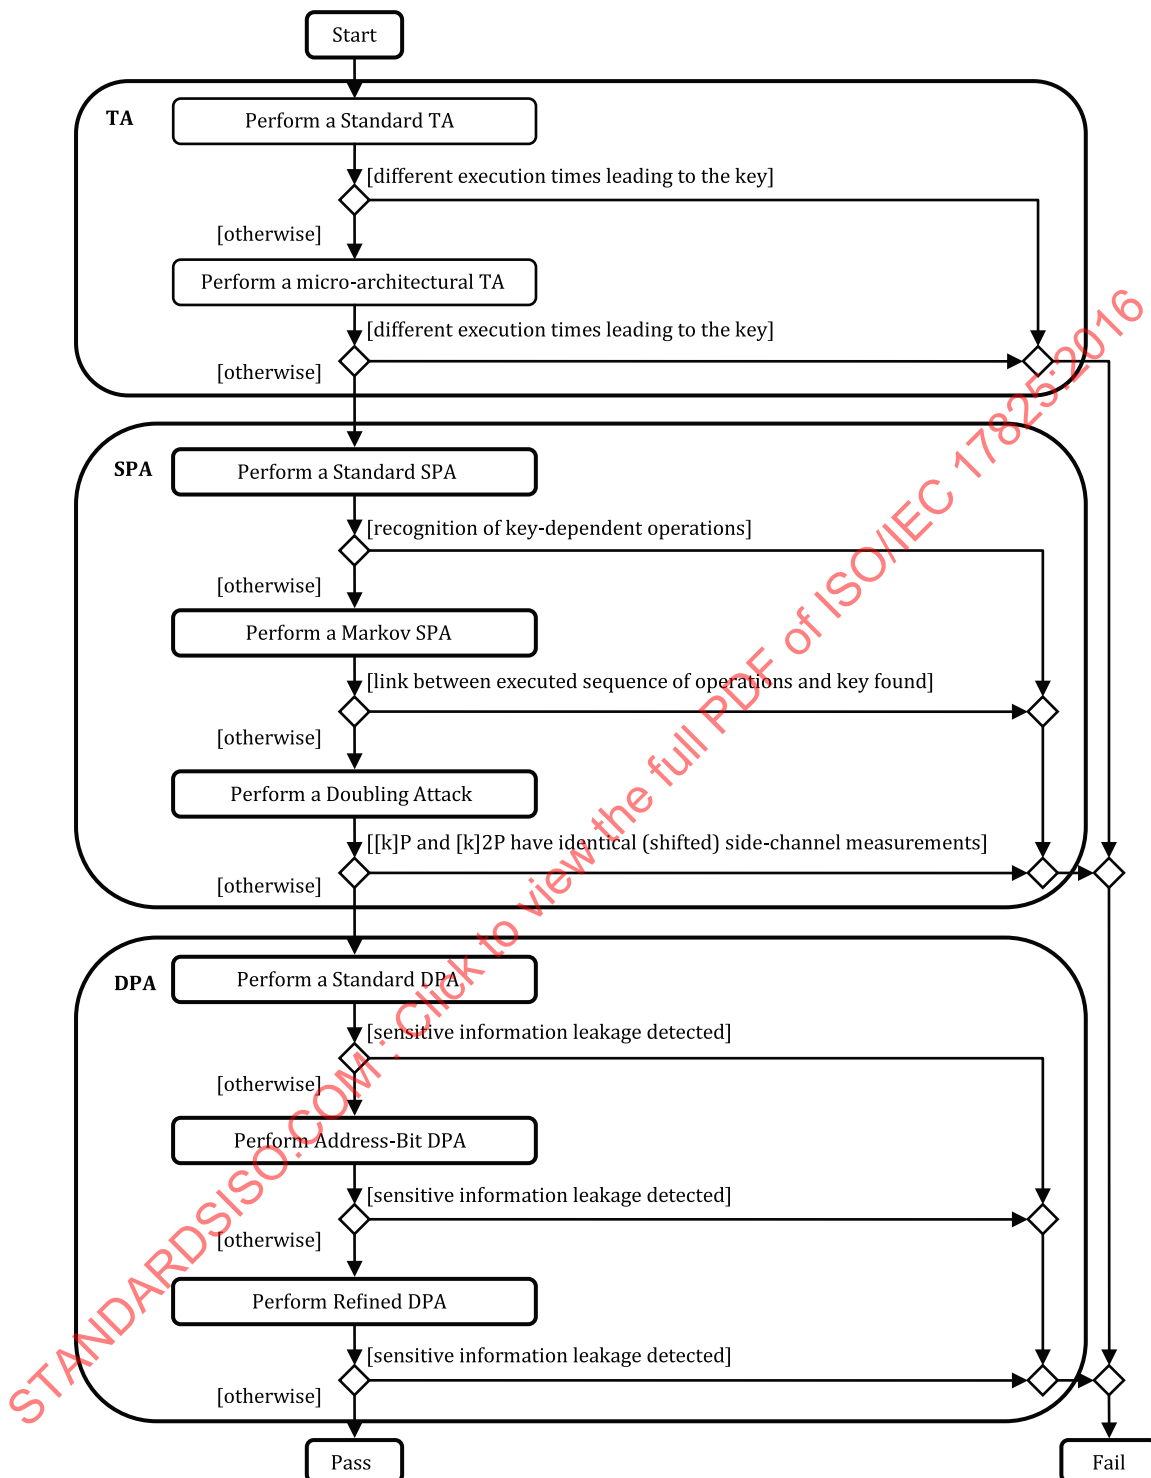 Start
TA
Perform a Standard TA
[different execution times leading to the key]
[otherwise]
Perform a micro-architectural TA
[different execution times leading to the key]
[otherwise]
SPA
Perform a Standard SPA
[recognition of key-dependent operations]
[otherwise]
Perform a Markov SPA
[link between executed sequence of operations and key found]
[otherwise]
Perform a Doubling Attack
[[k]P and [k]2P have identical (shifted) side-channel measurements]
[otherwise]
DPA
Perform a Standard DPA
[sensitive information leakage detected]
[otherwise]
Perform Address-Bit DPA
[sensitive information leakage detected]
[otherwise]
Perform Refined DPA
[sensitive information leakage detected]
[otherwise]
Pass
Fail
STANDARDSISO.COM : Click to view the full PDF of ISO/IEC 17825:2016